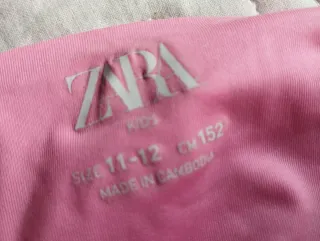 ZARA
KIDS
SIZE 11-12 CM 152
MADE IN CAMBODIA